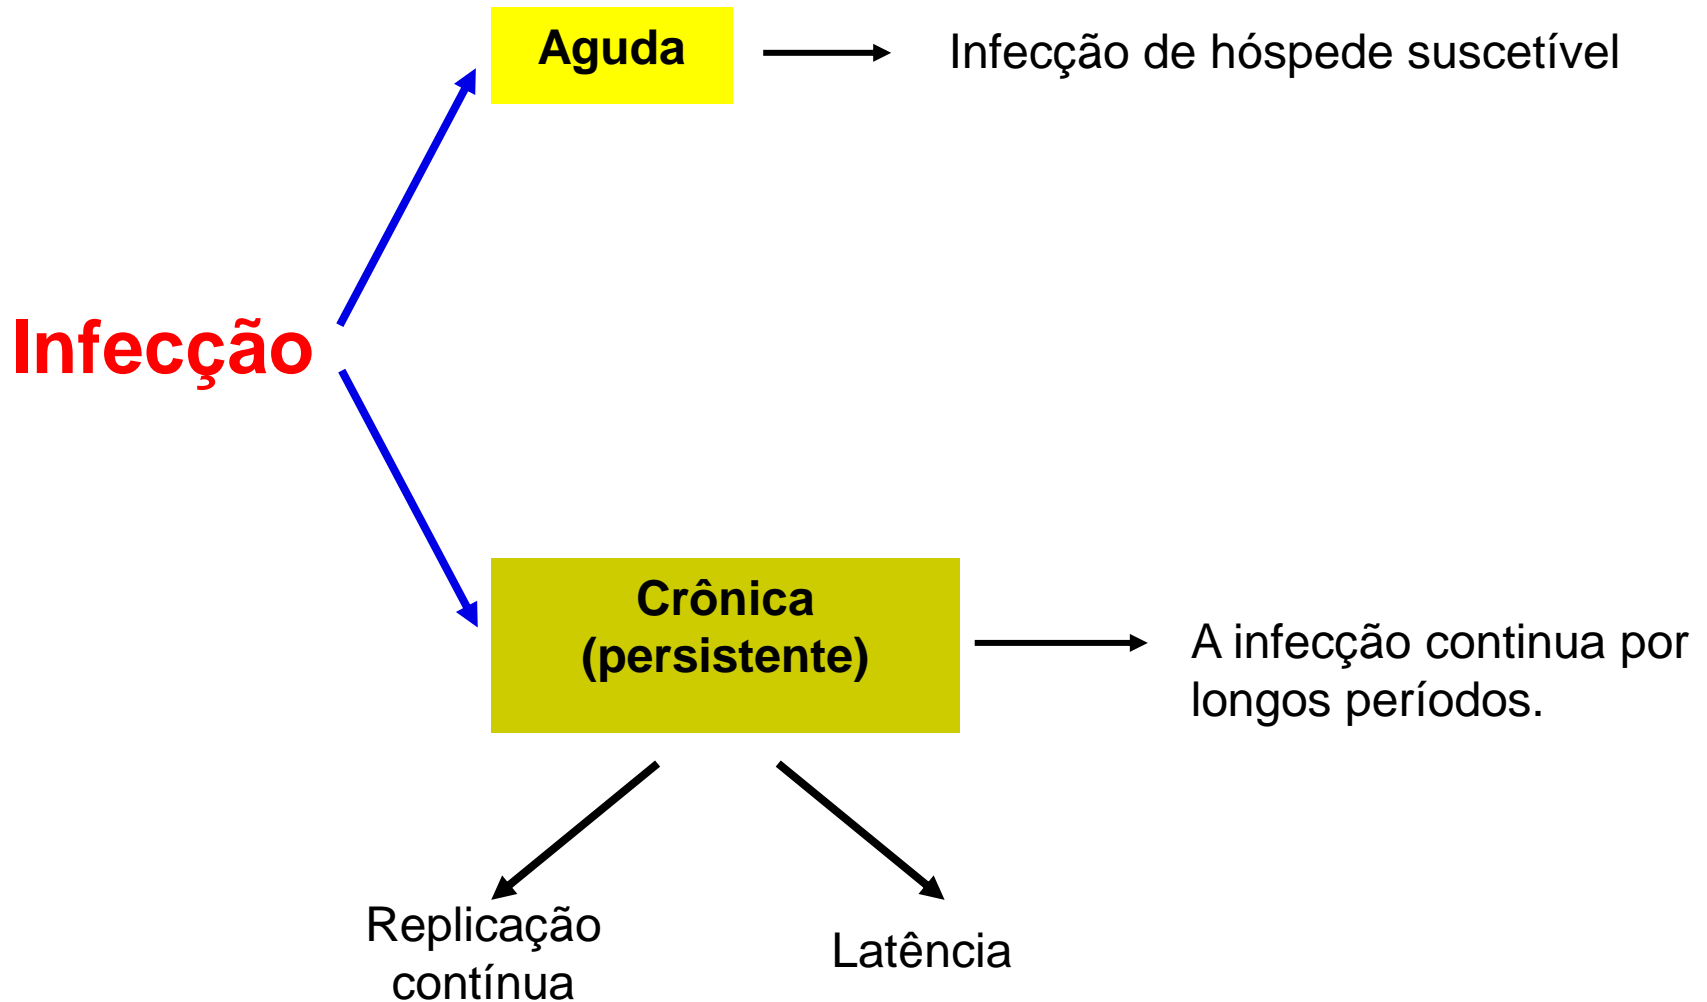 Aguda
Infecção de hóspede suscetível
Infecção
Crônica
(persistente)
A infecção continua por
longos períodos.
Replicação
contínua
Latência